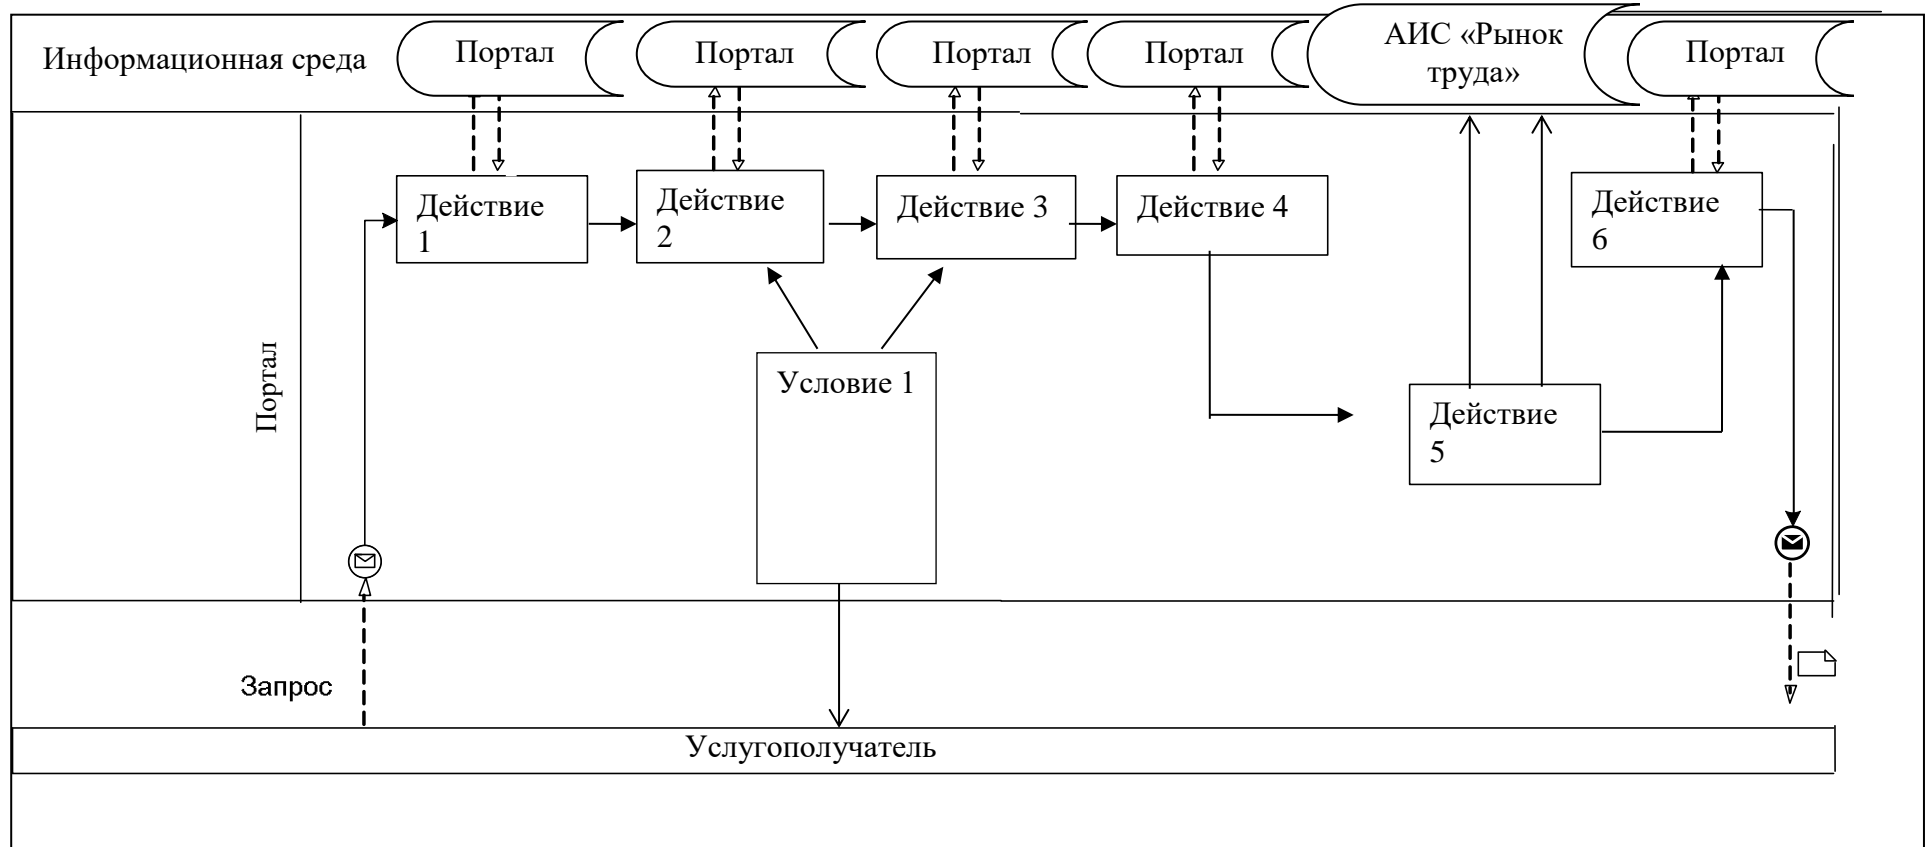 Информационная среда
Портал
Портал
Портал
Портал
АИС «Рынок
труда»
Портал
Действие
1
Действие
2
Действие 3
Действие 4
Действие
6
Портал
Условие 1
Действие
5
Запрос
Услугополучатель